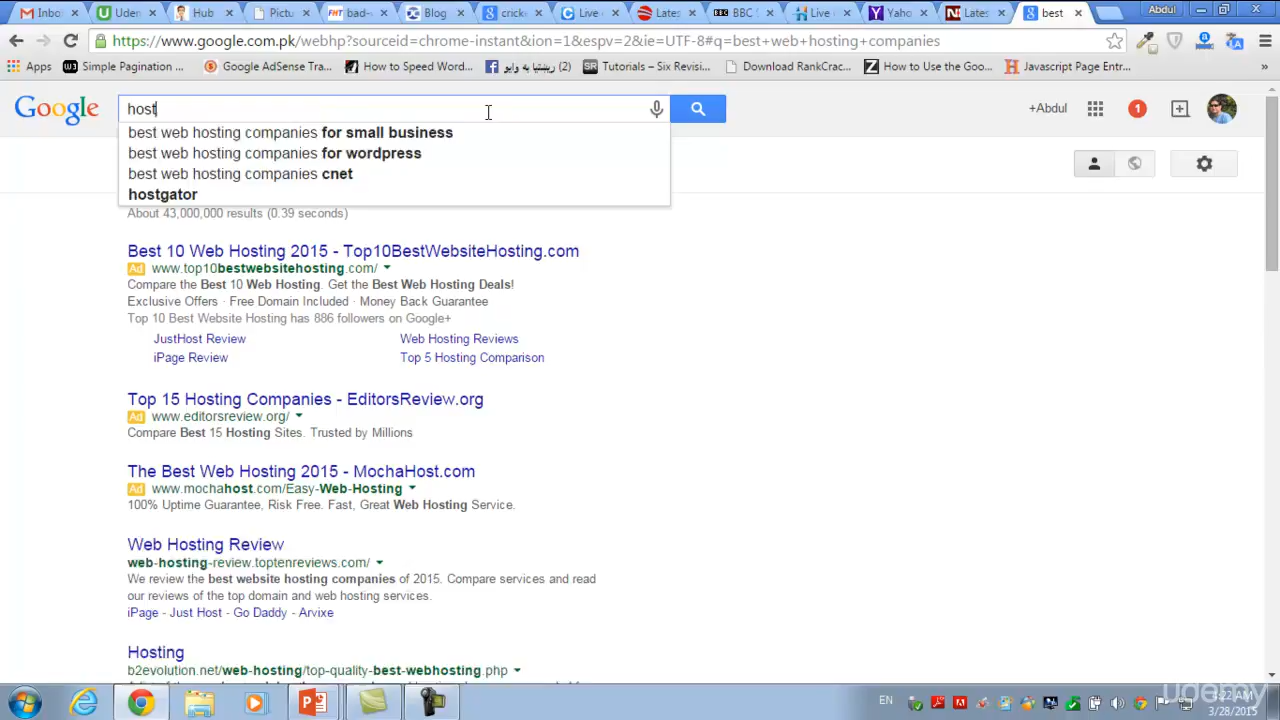 Inbo
Uden
Hub
Pictu
FHT bad-
Blog
cricke
Live
Lates
BBC BBC
Live
Yaho
Lates
best
Abdul
https://www.google.com.pk/webhp?sourceid=chrome-instant&ion=1&espv=2&ie=UTF-8#q=best+web+hosting+companies
Apps
Simple Pagination ...
Google AdSense Tra...
How to Speed Word...
Tutorials – Six Revisi...
Download RankCrac...
How to Use the Goo...
Javascript Page Entr...
»
Google
host
+Abdul
1
best web hosting companies for small business
best web hosting companies for wordpress
best web hosting companies cnet
hostgator
About 43,000,000 results (0.39 seconds)
Best 10 Web Hosting 2015 - Top10BestWebsiteHosting.com
Ad www.top10bestwebsitehosting.com/
Compare the Best 10 Web Hosting. Get the Best Web Hosting Deals!
Exclusive Offers · Free Domain Included · Money Back Guarantee
Top 10 Best Website Hosting has 886 followers on Google+
JustHost Review Web Hosting Reviews
iPage Review Top 5 Hosting Comparison
Top 15 Hosting Companies - EditorsReview.org
Ad www.editorsreview.org/
Compare Best 15 Hosting Sites. Trusted by Millions
The Best Web Hosting 2015 - MochaHost.com
Ad www.mochahost.com/Easy-Web-Hosting
100% Uptime Guarantee, Risk Free. Fast, Great Web Hosting Service.
Web Hosting Review
web-hosting-review.toptenreviews.com/
We review the best website hosting companies of 2015. Compare services and read
our reviews of the top domain and web hosting services.
iPage - Just Host - Go Daddy - Arvixe
Hosting
b2evolution.net/web-hosting/top-quality-best-webhosting.php
EN
udemy
:22 AM
3/28/2015